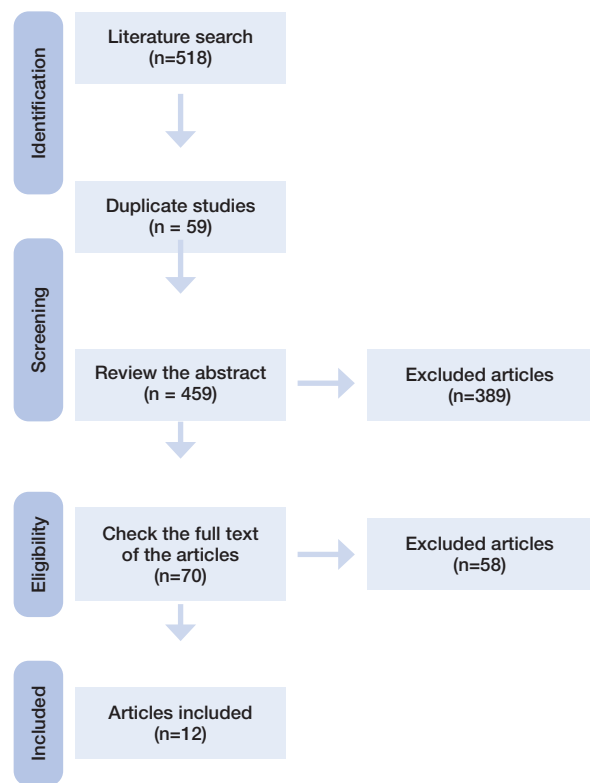 Identification
Literature search
(n=518)
Duplicate studies
(n = 59)
Screening
Review the abstract
(n = 459)
Excluded articles
(n=389)
Eligibility
Check the full text
of the articles
(n=70)
Excluded articles
(n=58)
Included
Articles included
(n=12)